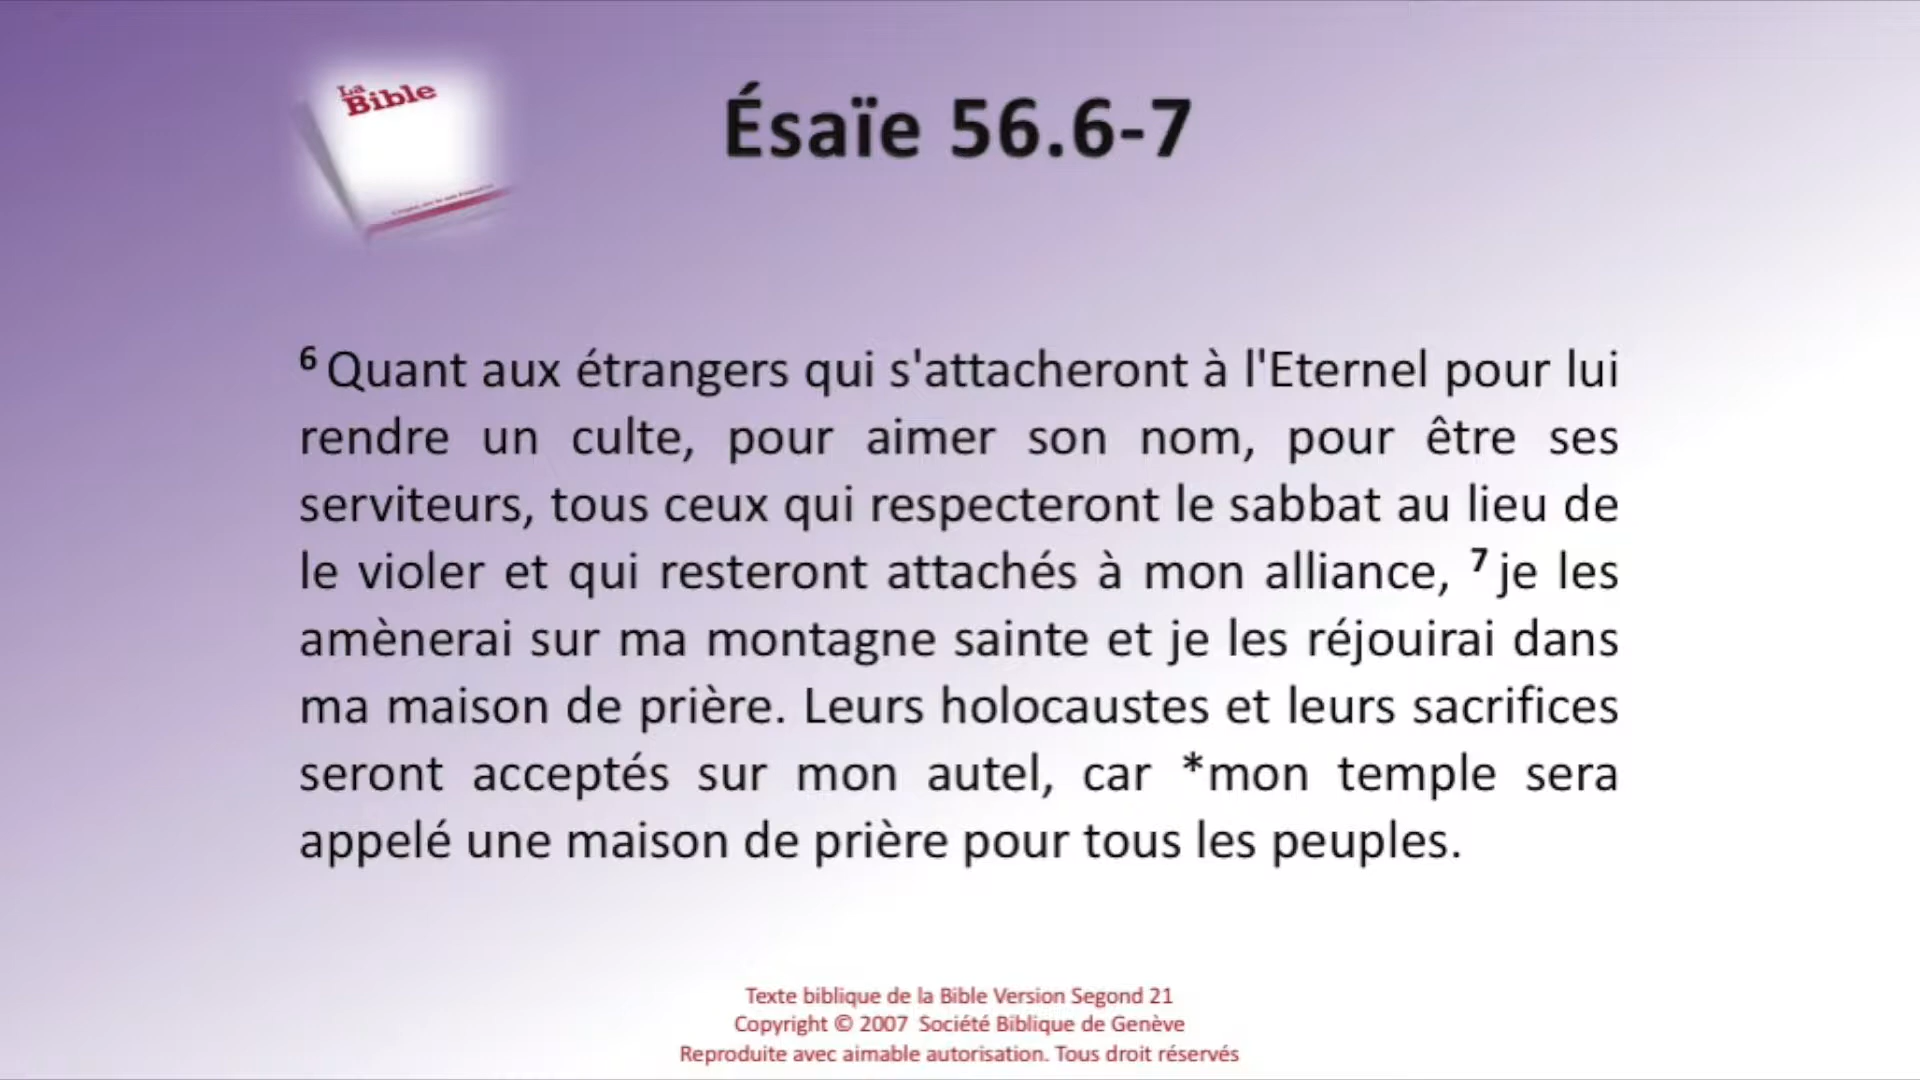 La
Bible
Ésaïe 56.6-7
⁶ Quant aux étrangers qui s'attacheront à l'Eternel pour lui
rendre un culte, pour aimer son nom, pour être ses
serviteurs, tous ceux qui respecteront le sabbat au lieu de
le violer et qui resteront attachés à mon alliance, ⁷ je les
amènerai sur ma montagne sainte et je les réjouirai dans
ma maison de prière. Leurs holocaustes et leurs sacrifices
seront acceptés sur mon autel, car *mon temple sera
appelé une maison de prière pour tous les peuples.
Texte biblique de la Bible Version Segond 21
Copyright © 2007 Société Biblique de Genève
Reproduite avec aimable autorisation. Tous droit réservés